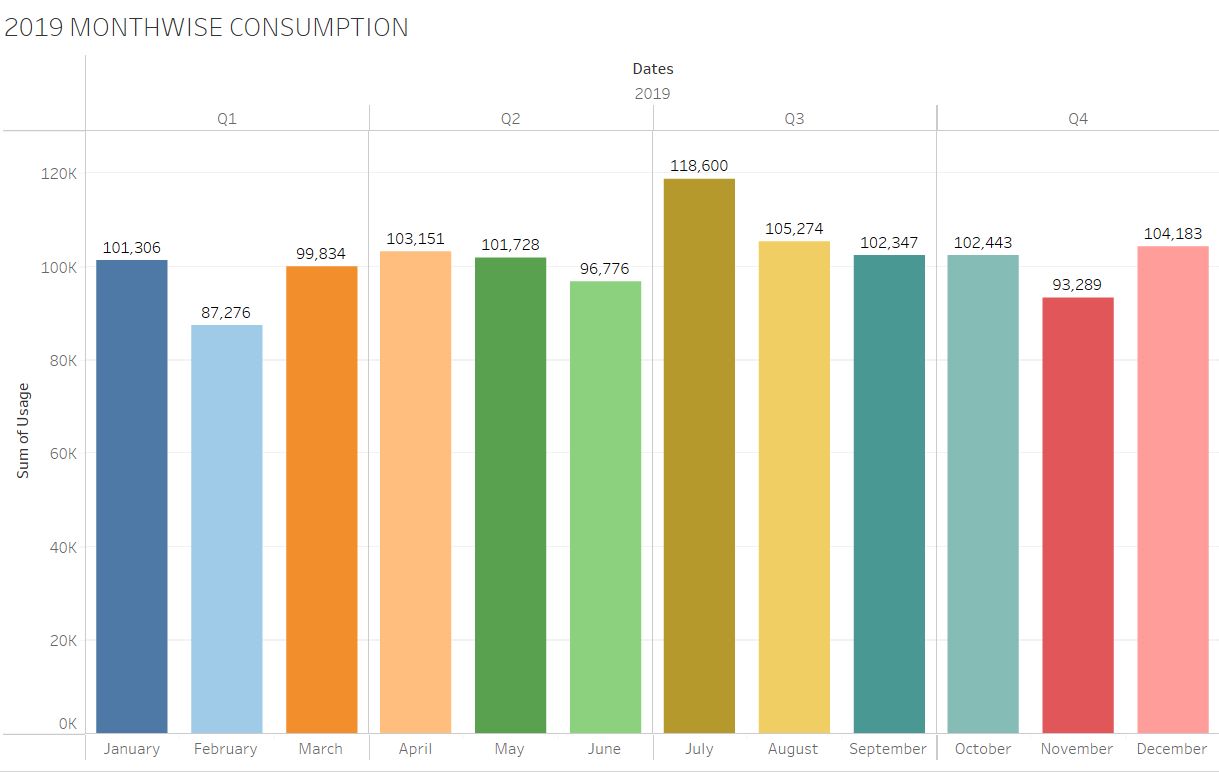 2019 MONTHWISE CONSUMPTION
Dates
2019
Q1 Q2 Q3 Q4
120K
100K
80K
60K
40K
20K
0K
Sum of Usage
101,306 87,276 99,834 103,151 101,728 96,776 118,600 105,274 102,347 102,443 93,289 104,183
January February March April May June July August September October November December